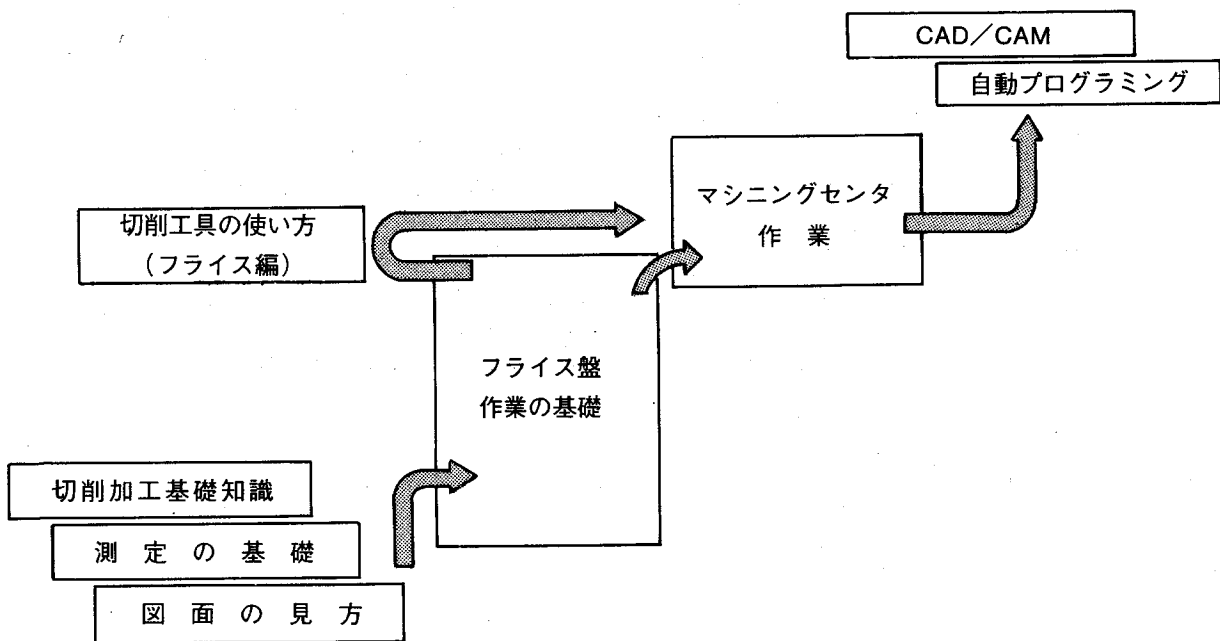 CAD/CAM
自動プログラミング
マシニングセンタ
作業
切削工具の使い方
(フライス編)
フライス盤
作業の基礎
切削加工基礎知識
測定の基礎
図面の見方